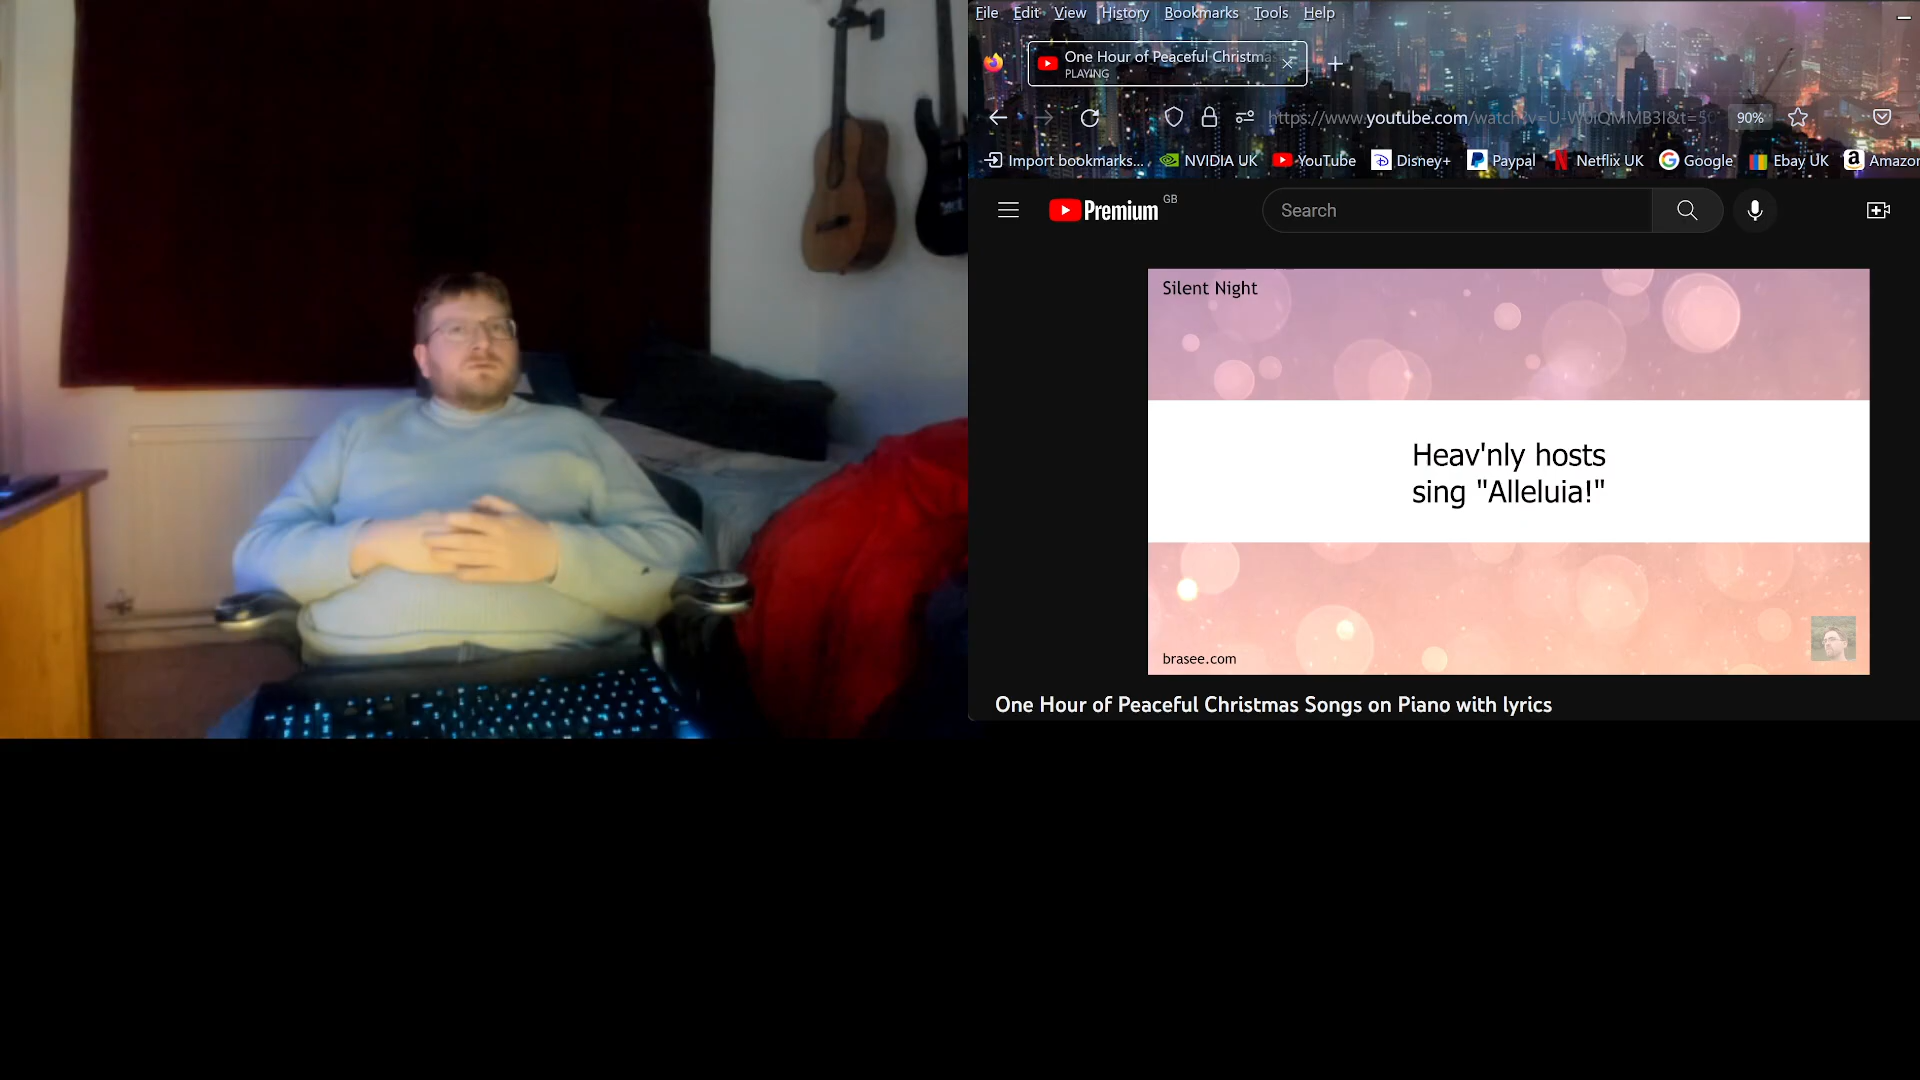 File Edit View History Bookmarks Tools Help
One Hour of Peaceful Christma
PLAYING
90%
Import bookmarks... NVIDIA UK YouTube Disney+ Paypal Netflix UK Google Ebay UK Amazon
Premium GB
Search
Silent Night
Heav'nly hosts
sing "Alleluia!"
brasee.com
One Hour of Peaceful Christmas Songs on Piano with lyrics